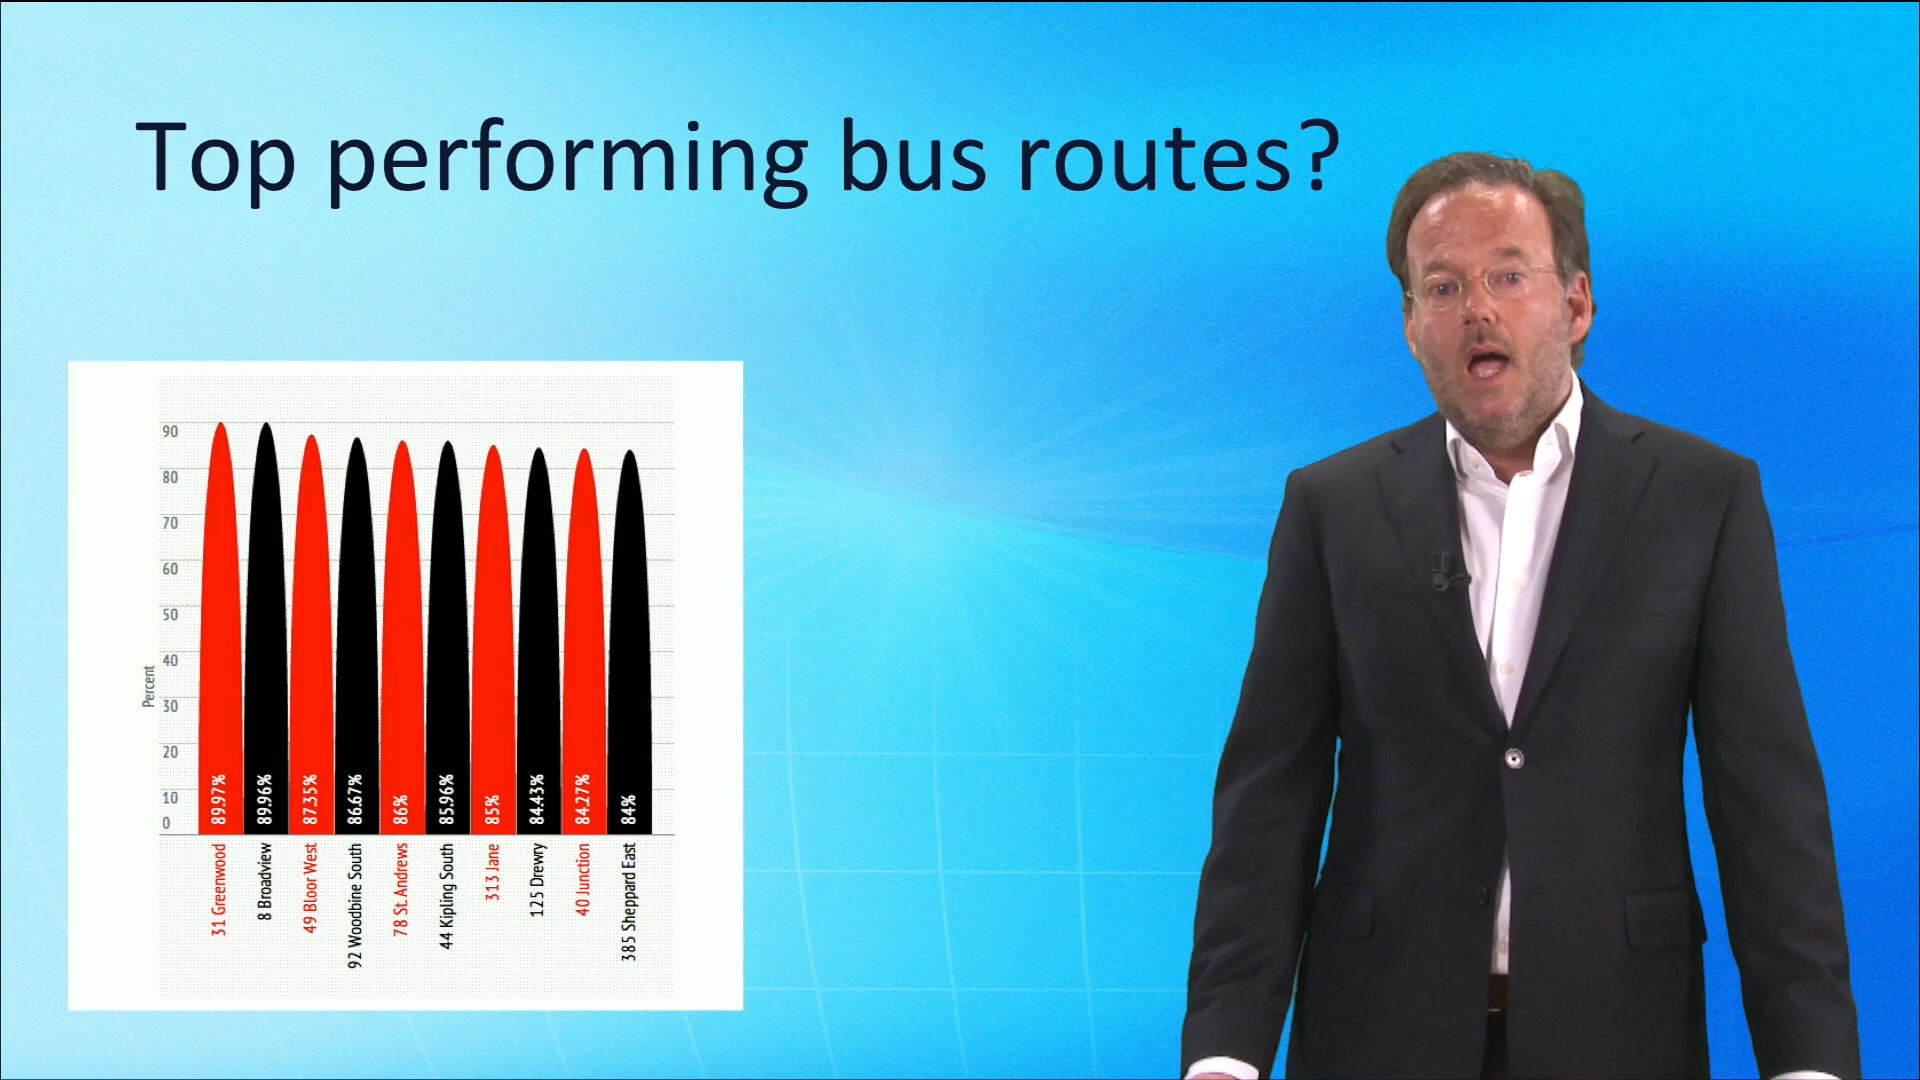 Top performing bus routes?
90
80
70
60
50
40
30
20
10
0
Percent
89.97%
89.96%
87.35%
86.67%
86%
85.96%
85%
84.43%
84.27%
84%
31 Greenwood
8 Broadview
49 Bloor West
92 Woodbine South
78 St. Andrews
44 Kipling South
313 Jane
125 Drewry
40 Junction
385 Sheppard East